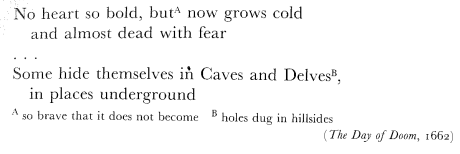 No heart so bold, butᴬ now grows cold
and almost dead with fear
. . .
Some hide themselves in Caves and Delvesᴮ,
in places underground
ᴬ so brave that it does not become ᴮ holes dug in hillsides
(The Day of Doom, 1662)